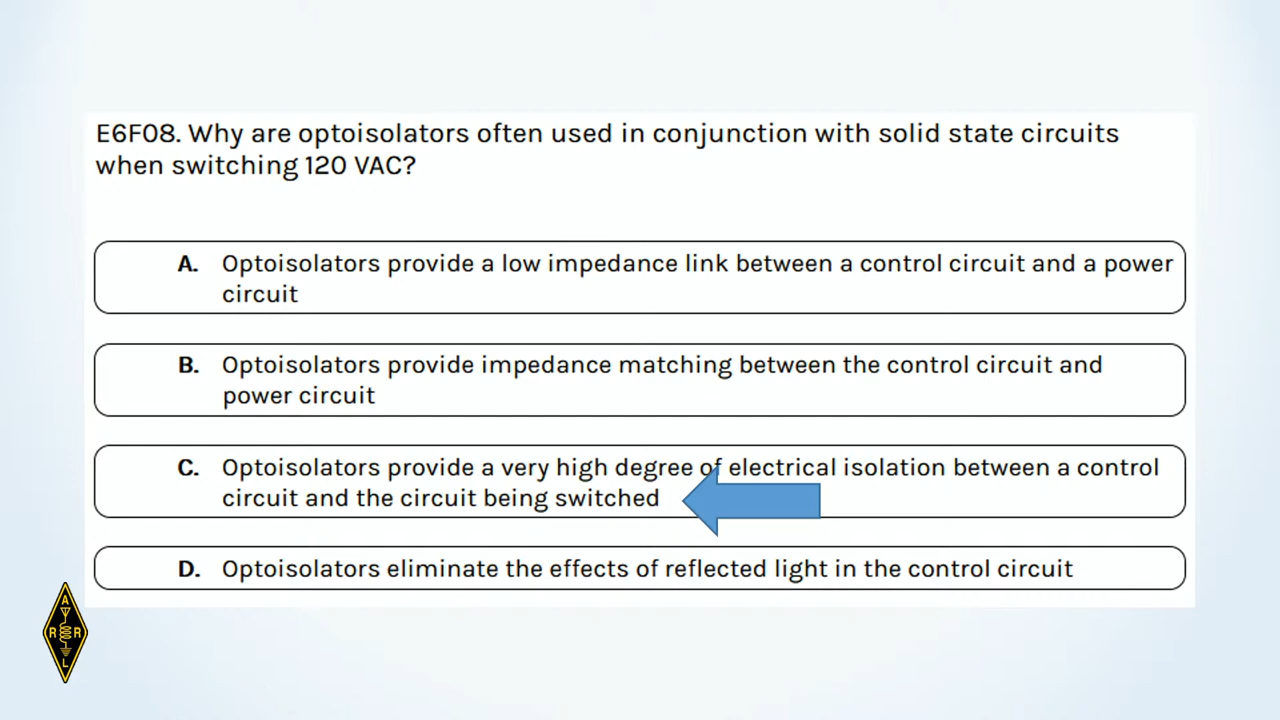 E6F08. Why are optoisolators often used in conjunction with solid state circuits
when switching 120 VAC?
A. Optoisolators provide a low impedance link between a control circuit and a power
circuit
B. Optoisolators provide impedance matching between the control circuit and
power circuit
C. Optoisolators provide a very high degree of electrical isolation between a control
circuit and the circuit being switched
D. Optoisolators eliminate the effects of reflected light in the control circuit
A
R R
L